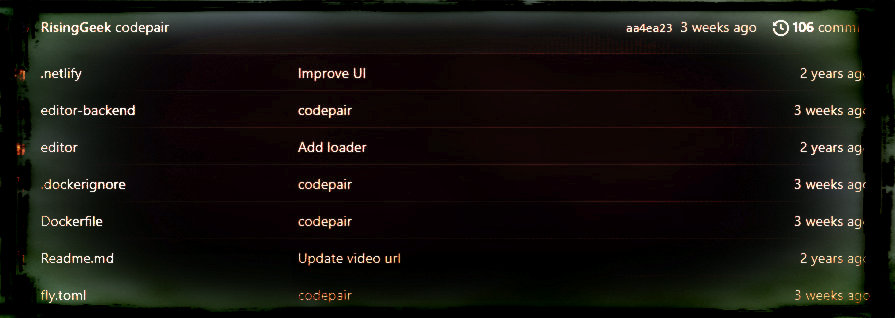 RisingGeek codepair aa4ea23 3 weeks ago 106 comm
.netlify Improve UI 2 years ago
editor-backend codepair 3 weeks ago
editor Add loader 2 years ago
.dockerignore codepair 3 weeks ago
Dockerfile codepair 3 weeks ago
Readme.md Update video url 2 years ago
fly.toml codepair 3 weeks ago